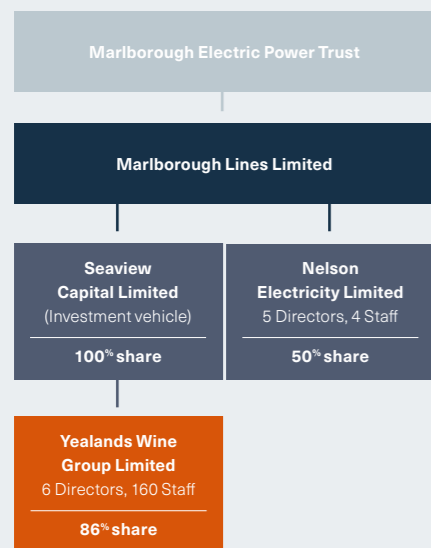 Marlborough Electric Power Trust
Marlborough Lines Limited
Seaview
Capital Limited
(Investment vehicle)
100% share
Nelson
Electricity Limited
5 Directors, 4 Staff
50% share
Yealands Wine
Group Limited
6 Directors, 160 Staff
86% share